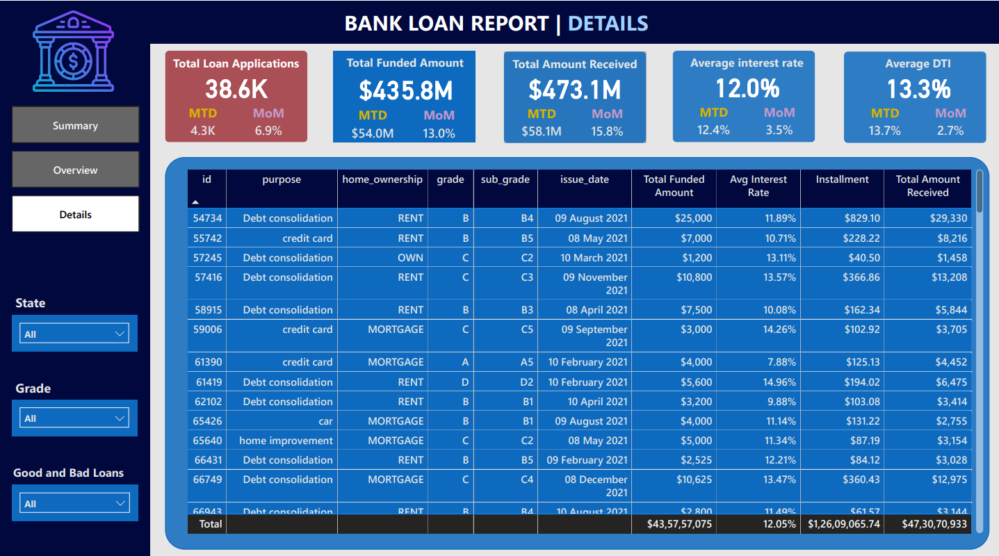 BANK LOAN REPORT | DETAILS
Total Loan Applications
38.6K
MTD MoM
4.3K 6.9%
Total Funded Amount
$435.8M
MTD MoM
$54.0M 13.0%
Total Amount Received
$473.1M
MTD MoM
$58.1M 15.8%
Average interest rate
12.0%
MTD MoM
12.4% 3.5%
Average DTI
13.3%
MTD MoM
13.7% 2.7%
Summary
Overview
Details
State
All
Grade
All
Good and Bad Loans
All
id purpose home_ownership grade sub_grade issue_date Total Funded Avg Interest Installment Total Amount
Amount Rate Received
54734 Debt consolidation RENT B B4 09 August 2021 $25,000 11.89% $829.10 $29,330
55742 credit card RENT B B5 08 May 2021 $7,000 10.71% $228.22 $8,216
57245 Debt consolidation OWN C C2 10 March 2021 $1,200 13.11% $40.50 $1,458
57416 Debt consolidation RENT C C3 09 November $10,800 13.57% $366.86 $13,208
2021
58915 Debt consolidation RENT B B3 08 April 2021 $7,500 10.08% $162.34 $5,844
59006 credit card MORTGAGE C C5 09 September $3,000 14.26% $102.92 $3,705
2021
61390 credit card MORTGAGE A A5 10 February 2021 $4,000 7.88% $125.13 $4,452
61419 Debt consolidation RENT D D2 10 February 2021 $5,600 14.96% $194.02 $6,475
62102 Debt consolidation RENT B B1 10 April 2021 $3,200 9.88% $103.08 $3,414
65426 car MORTGAGE B B1 09 August 2021 $4,000 11.14% $131.22 $2,755
65640 home improvement MORTGAGE C C2 08 May 2021 $5,000 11.34% $87.19 $3,154
66431 Debt consolidation RENT B B5 09 February 2021 $2,525 12.21% $84.12 $3,028
66749 Debt consolidation MORTGAGE C C4 08 December $10,625 13.47% $360.43 $12,975
2021
66943 Debt consolidation RENT B B4 10 August 2021 $2,800 11.49% $61.57 $3,144
Total $43,57,57,075 12.05% $1,26,09,065.74 $47,30,70,933